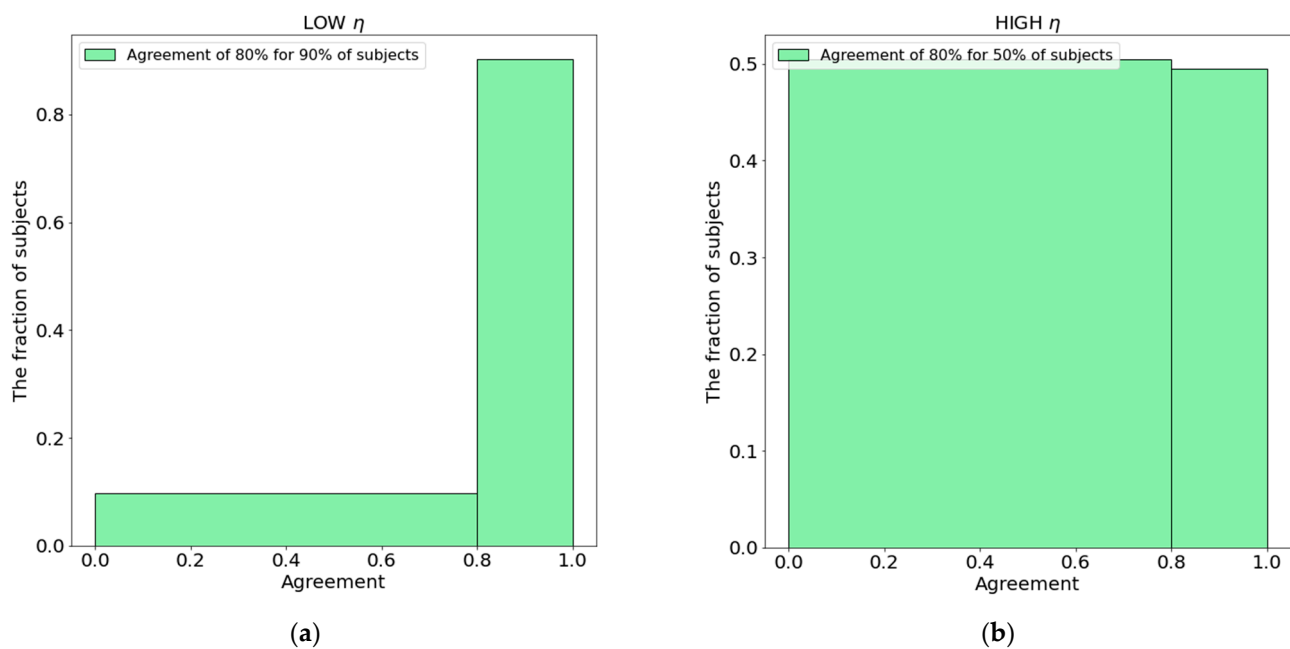 LOW η
Agreement of 80% for 90% of subjects
The fraction of subjects
0.8
0.6
0.4
0.2
0.0
0.0 0.2 0.4 0.6 0.8 1.0
Agreement
(a)
HIGH η
Agreement of 80% for 50% of subjects
The fraction of subjects
0.5
0.4
0.3
0.2
0.1
0.0
0.0 0.2 0.4 0.6 0.8 1.0
Agreement
(b)